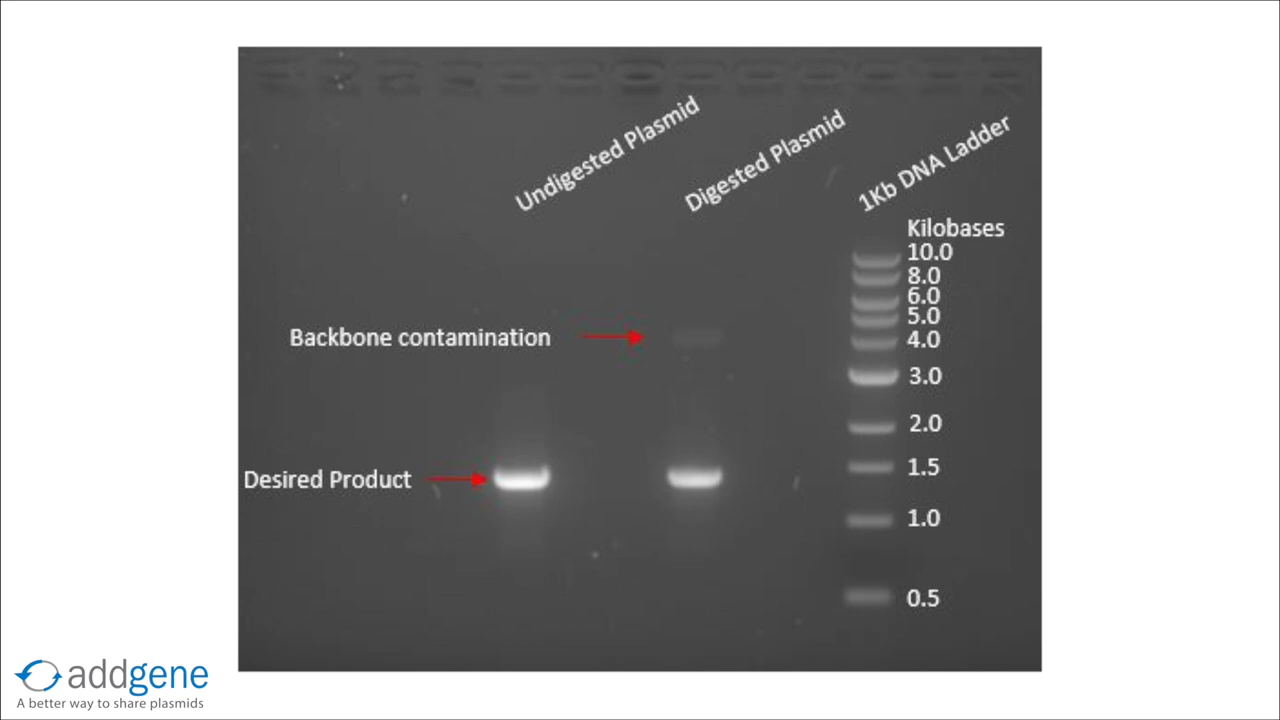 Undigested Plasmid
Digested Plasmid
1Kb DNA Ladder
Kilobases
10.0
8.0
6.0
5.0
Backbone contamination
4.0
3.0
2.0
1.5
Desired Product
1.0
0.5
addgene
A better way to share plasmids